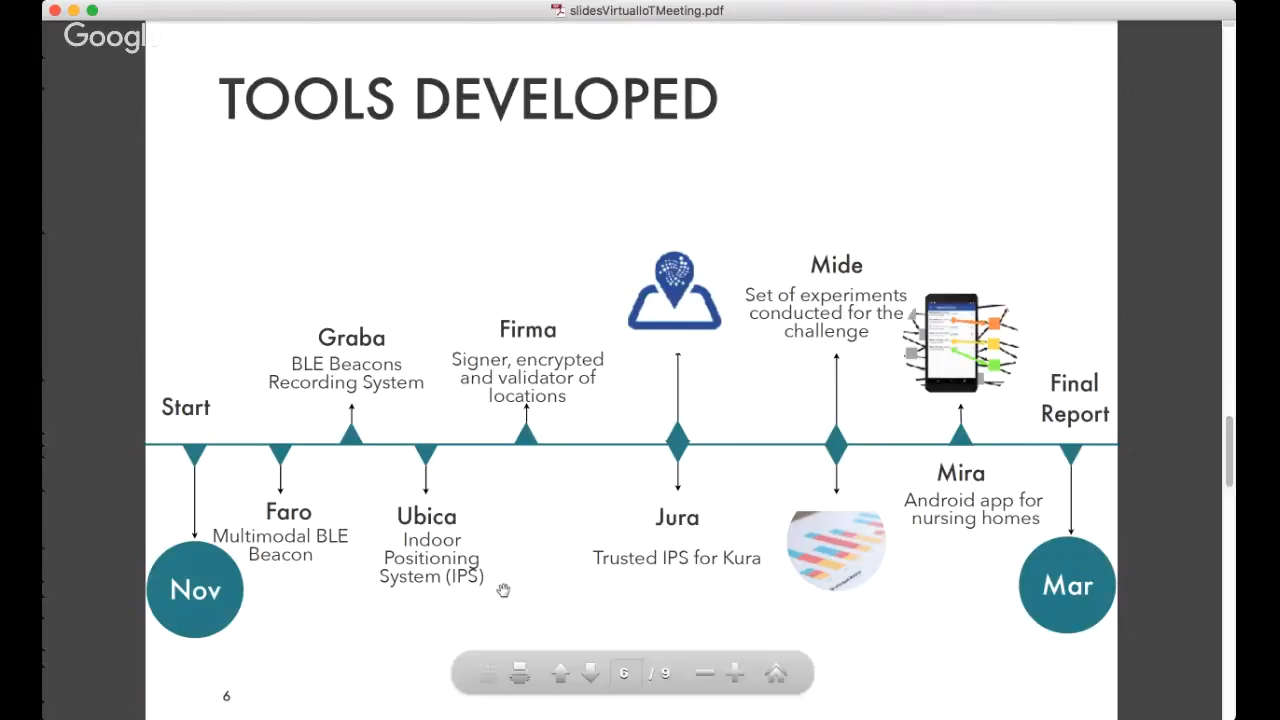 slidesVirtualIoTMeeting.pdf
Google
TOOLS DEVELOPED
Start
Nov
Faro
Multimodal BLE
Beacon
Graba
BLE Beacons
Recording System
Ubica
Indoor
Positioning
System (IPS)
Firma
Signer, encrypted
and validator of
locations
Jura
Trusted IPS for Kura
Mide
Set of experiments
conducted for the
challenge
Mira
Android app for
nursing homes
Final
Report
Mar
6 / 9
6